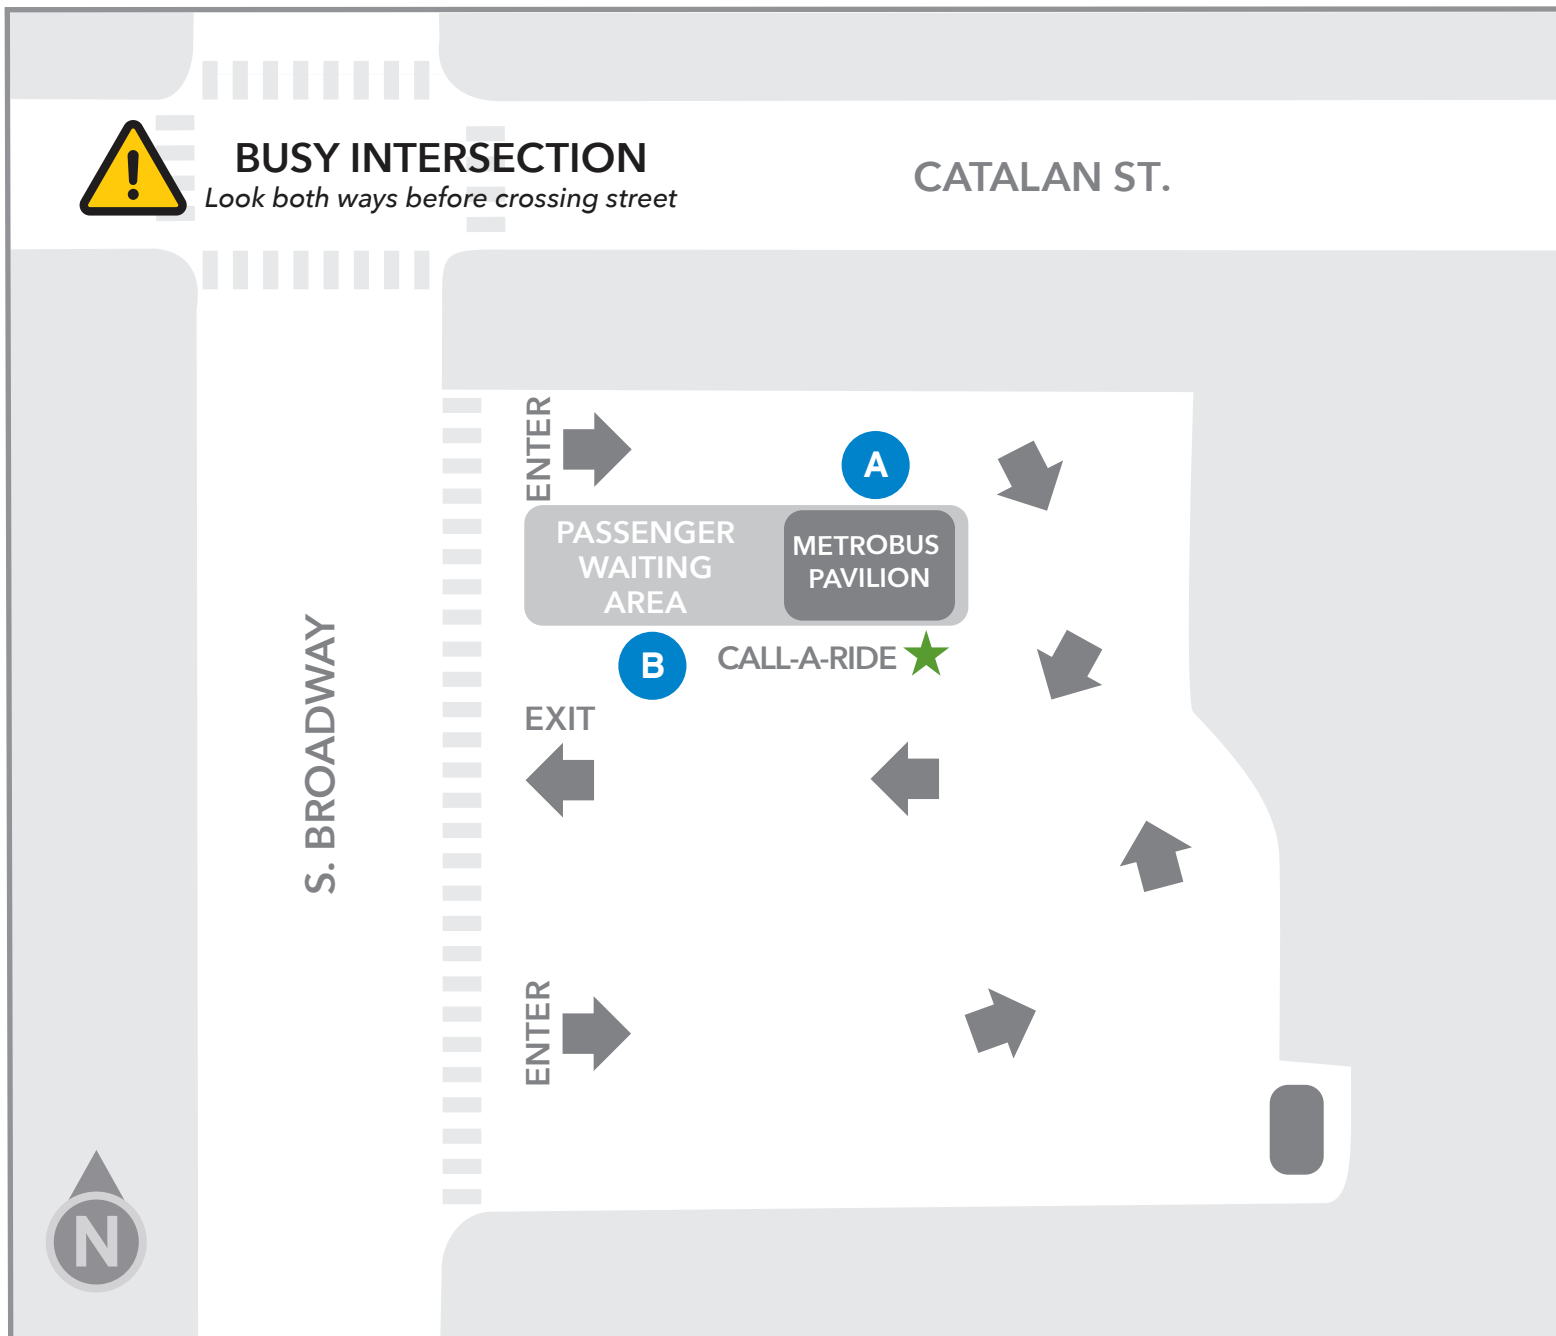 BUSY INTERSECTION
Look both ways before crossing street
CATALAN ST.
ENTER
A
PASSENGER
WAITING
AREA
METROBUS
PAVILION
B
CALL-A-RIDE
EXIT
S. BROADWAY
ENTER
N